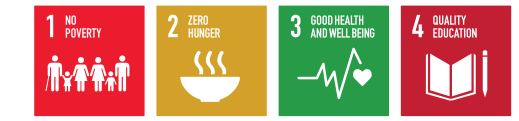 1 NO
POVERTY
2 ZERO
HUNGER
3 GOOD HEALTH
AND WELL BEING
4 QUALITY
EDUCATION